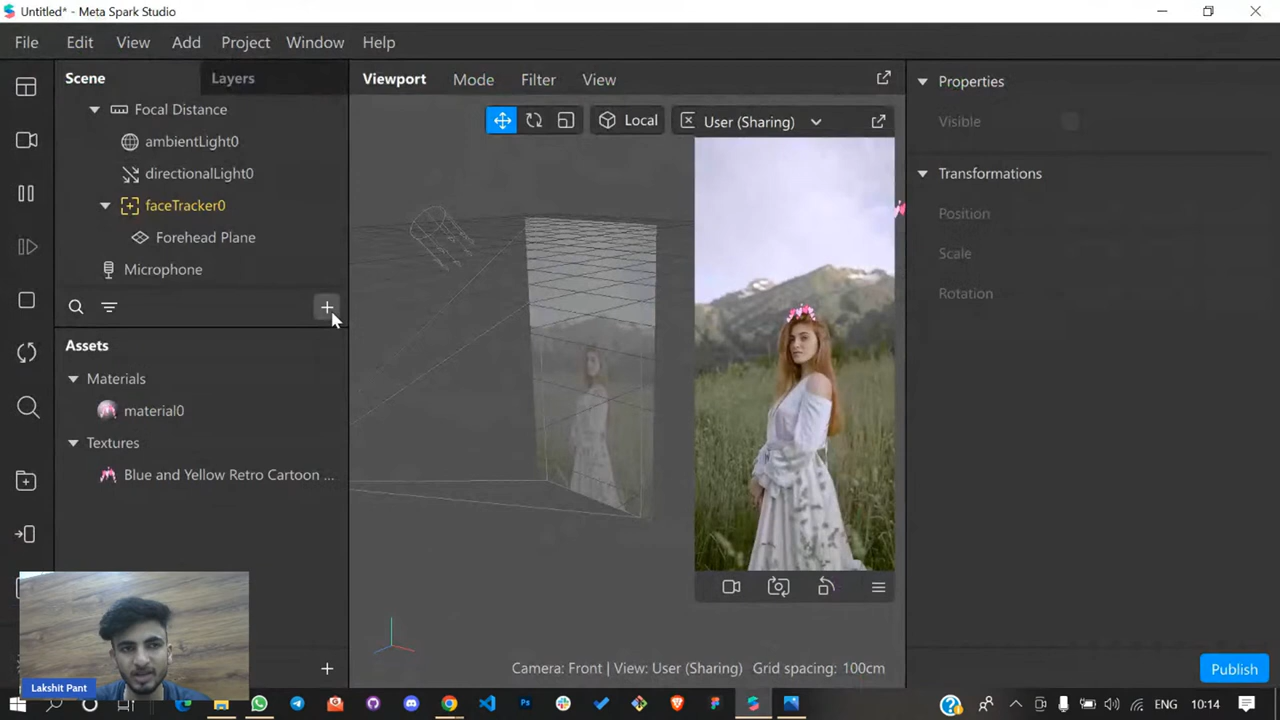 Untitled* - Meta Spark Studio
File Edit View Add Project Window Help
Scene Layers
Focal Distance
ambientLight0
directionalLight0
faceTracker0
Forehead Plane
Microphone
Assets
Materials
material0
Textures
Blue and Yellow Retro Cartoon ...
Viewport Mode Filter View
Local
User (Sharing)
Camera: Front | View: User (Sharing) Grid spacing: 100cm
Properties
Visible
Transformations
Position
Scale
Rotation
Publish
Lakshit Pant
ENG 10:14